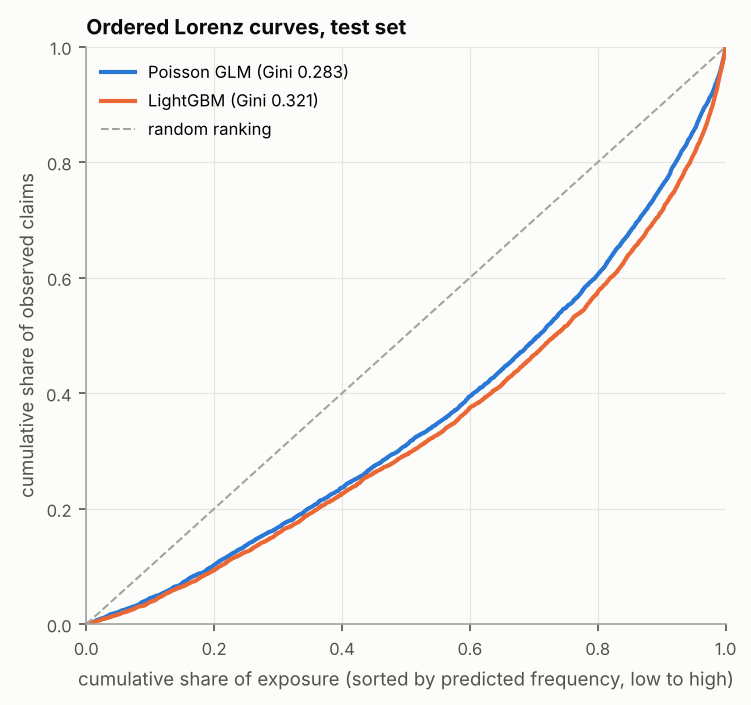 Ordered Lorenz curves, test set
Poisson GLM (Gini 0.283)
LightGBM (Gini 0.321)
random ranking
cumulative share of observed claims
1.0
0.8
0.6
0.4
0.2
0.0
0.0 0.2 0.4 0.6 0.8 1.0
cumulative share of exposure (sorted by predicted frequency, low to high)